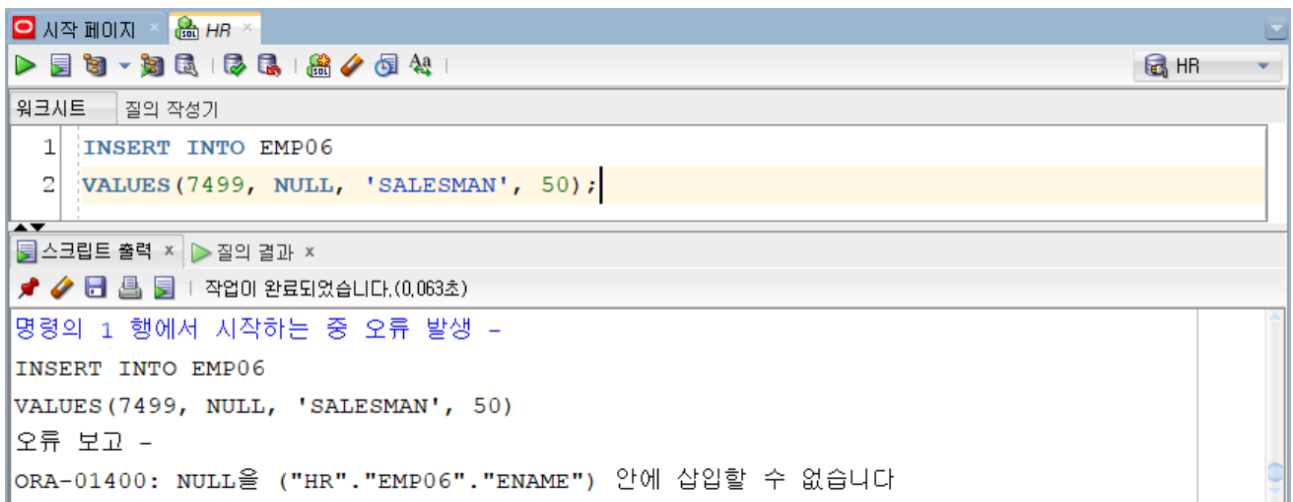 시작 페이지 × HR ×
HR
워크시트 질의 작성기
1 INSERT INTO EMP06
2 VALUES(7499, NULL, 'SALESMAN', 50);
스크립트 출력 × 질의 결과 ×
작업이 완료되었습니다.(0,063초)
명령의 1 행에서 시작하는 중 오류 발생 -
INSERT INTO EMP06
VALUES(7499, NULL, 'SALESMAN', 50)
오류 보고 -
ORA-01400: NULL을 ("HR"."EMP06"."ENAME") 안에 삽입할 수 없습니다